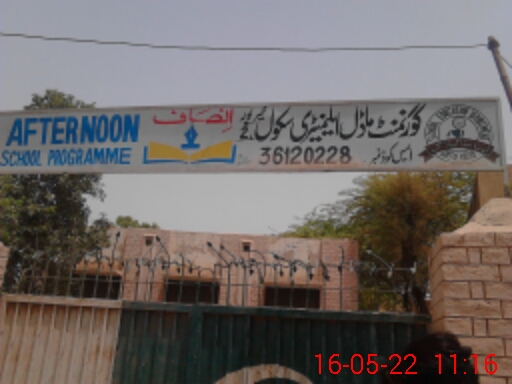 AFTERNOON
SCHOOL PROGRAMME
انصاف
گورنمنٹ ماڈل ایلیمنٹری سکول
36120228
16-05-22 11:16